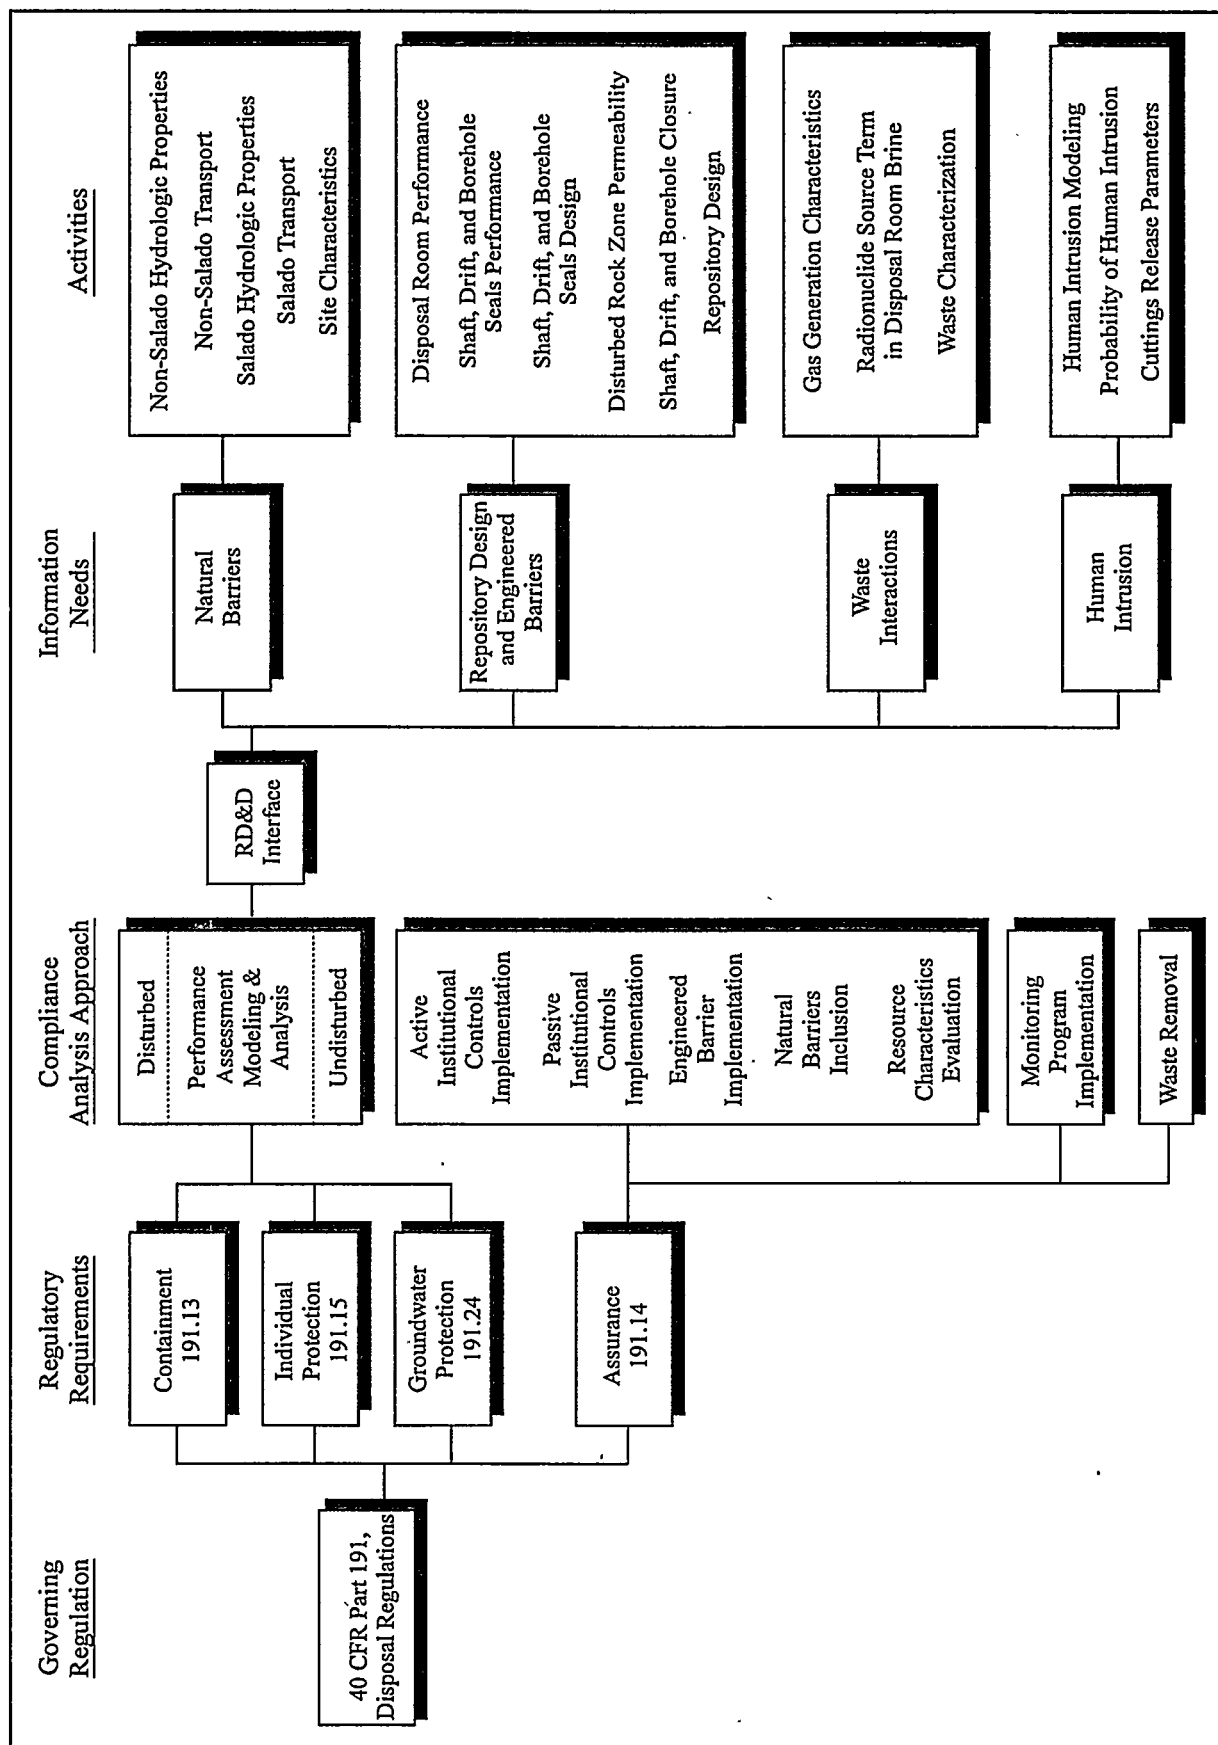 Governing
Regulation
Regulatory
Requirements
Compliance
Analysis Approach
Information
Needs
Activities
40 CFR Part 191,
Disposal Regulations
Containment
191.13
Individual
Protection
191.15
Groundwater
Protection
191.24
Assurance
191.14
Disturbed
Performance
Assessment
Modeling &
Analysis
Undisturbed
Active
Institutional
Controls
Implementation
Passive
Institutional
Controls
Implementation
Engineered
Barrier
Implementation
Natural
Barriers
Inclusion
Resource
Characteristics
Evaluation
Monitoring
Program
Implementation
Waste Removal
RD&D
Interface
Natural
Barriers
Repository Design
and Engineered
Barriers
Waste
Interactions
Human
Intrusion
Non-Salado Hydrologic Properties
Non-Salado Transport
Salado Hydrologic Properties
Salado Transport
Site Characteristics
Disposal Room Performance
Shaft, Drift, and Borehole
Seals Performance
Shaft, Drift, and Borehole
Seals Design
Disturbed Rock Zone Permeability
Shaft, Drift, and Borehole Closure
Repository Design
Gas Generation Characteristics
Radionuclide Source Term
in Disposal Room Brine
Waste Characterization
Human Intrusion Modeling
Probability of Human Intrusion
Cuttings Release Parameters